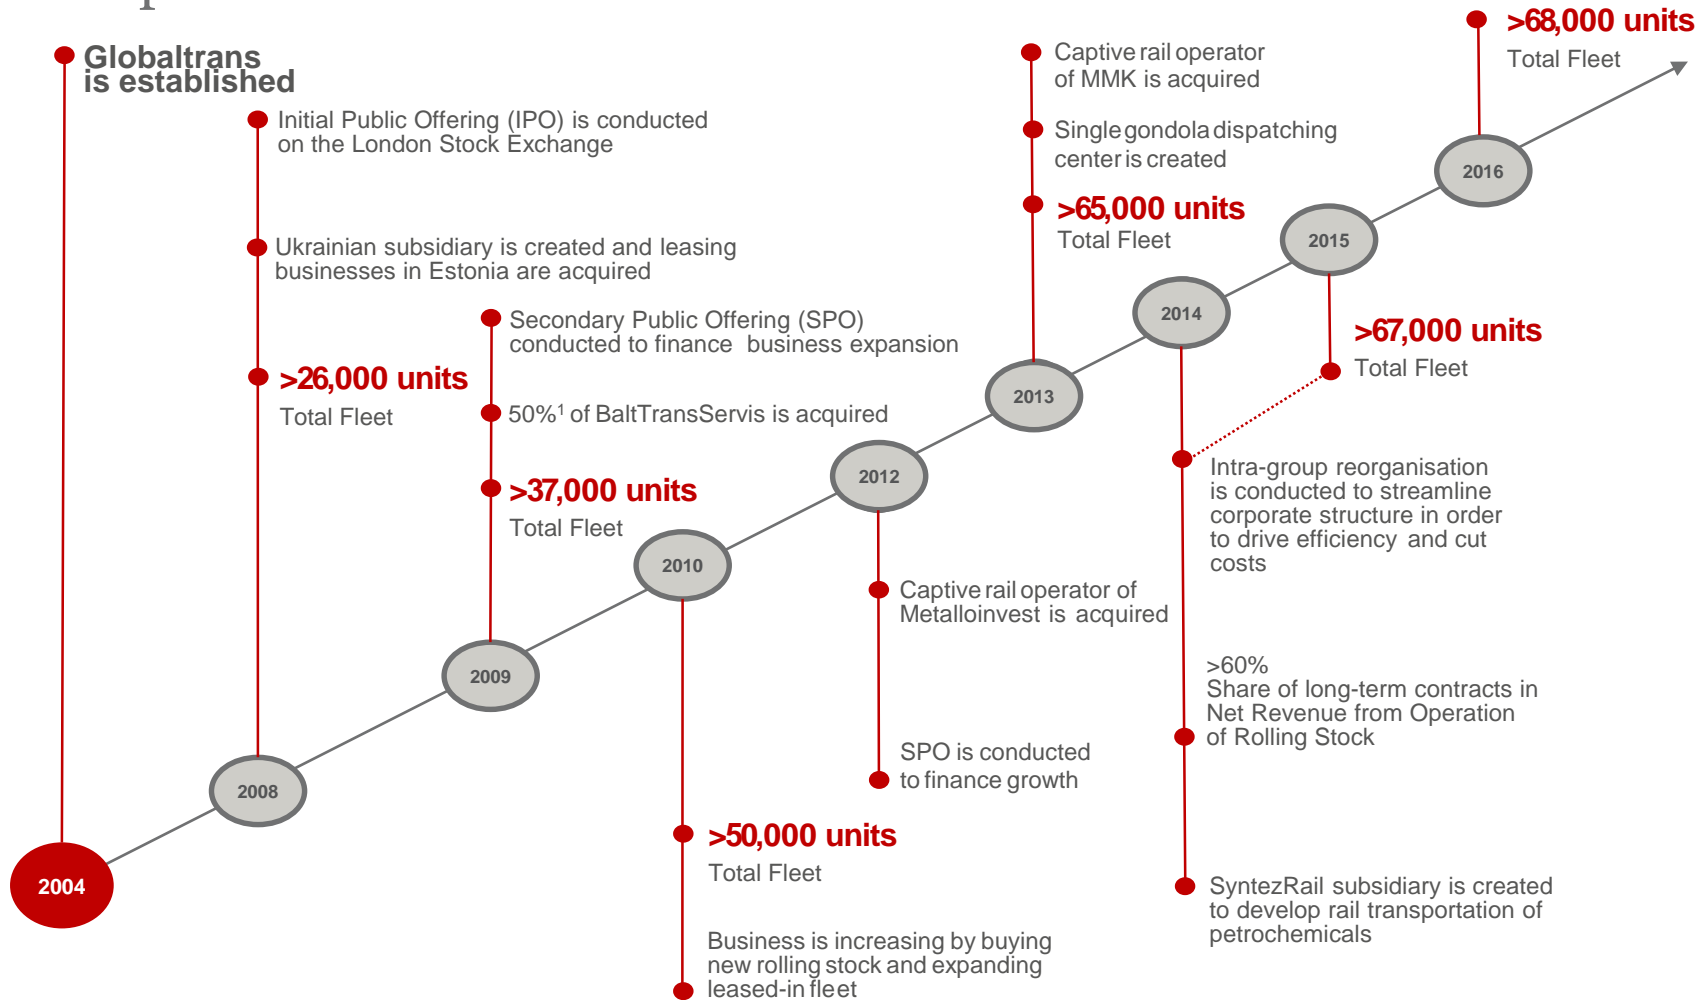 Globaltrans
is established
2004
Initial Public Offering (IPO) is conducted
on the London Stock Exchange
Ukrainian subsidiary is created and leasing
businesses in Estonia are acquired
>26,000 units
Total Fleet
2008
Secondary Public Offering (SPO)
conducted to finance business expansion
50%¹ of BaltTransServis is acquired
>37,000 units
Total Fleet
2009
2010
>50,000 units
Total Fleet
Business is increasing by buying
new rolling stock and expanding
leased-in fleet
2012
Captive rail operator of
Metalloinvest is acquired
SPO is conducted
to finance growth
Captive rail operator
of MMK is acquired
Single gondola dispatching
center is created
>65,000 units
Total Fleet
2013
2014
Intra-group reorganisation
is conducted to streamline
corporate structure in order
to drive efficiency and cut
costs
>60%
Share of long-term contracts in
Net Revenue from Operation
of Rolling Stock
SyntezRail subsidiary is created
to develop rail transportation of
petrochemicals
2015
>67,000 units
Total Fleet
>68,000 units
Total Fleet
2016